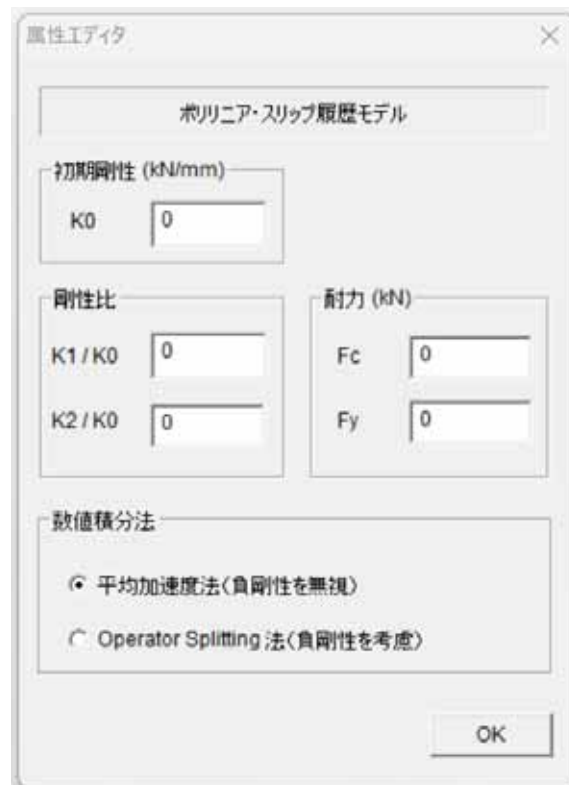 属性エディタ
ポリリニア・スリップ履歴モデル
初期剛性 (kN/mm)
K0 0
剛性比
K1 / K0 0
K2 / K0 0
耐力 (kN)
Fc 0
Fy 0
数値積分法
平均加速度法(負剛性を無視)
Operator Splitting 法(負剛性を考慮)
OK